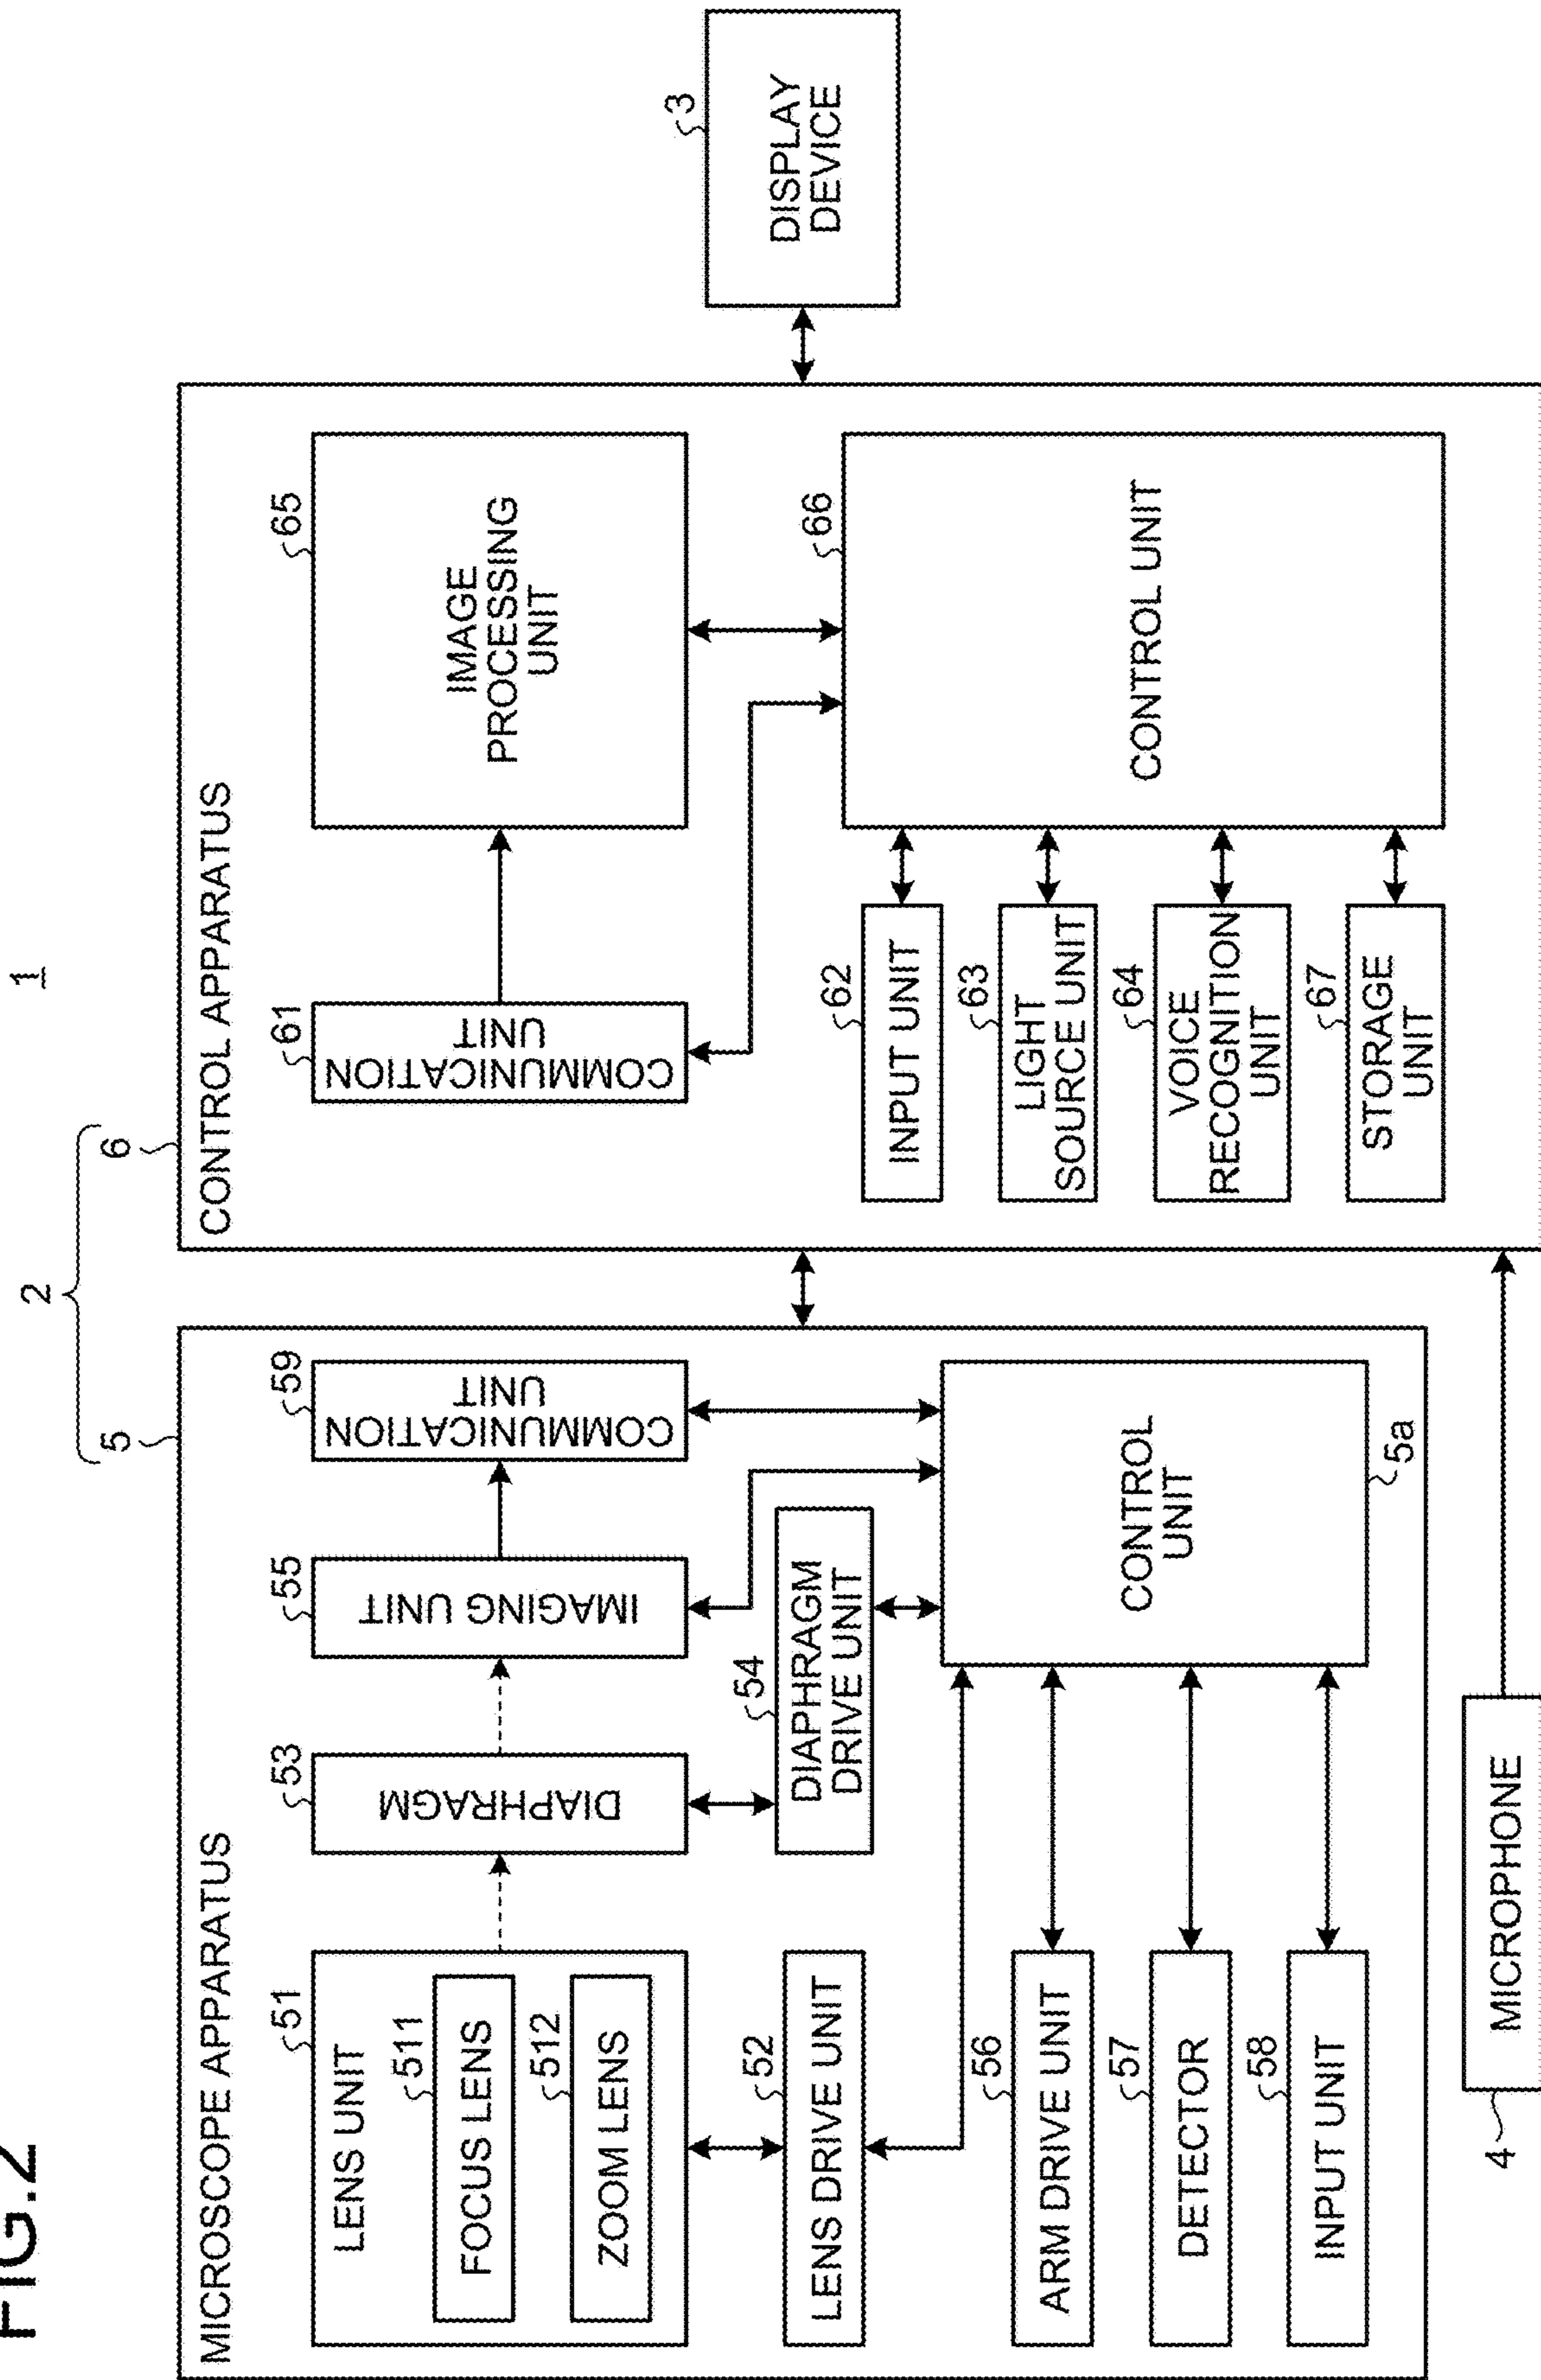 FIG.2
1
2
5
MICROSCOPE APPARATUS
51
LENS UNIT
511
FOCUS LENS
512
ZOOM LENS
52
LENS DRIVE UNIT
53
DIAPHRAGM
54
DIAPHRAGM
DRIVE UNIT
55
IMAGING UNIT
59
COMMUNICATION
UNIT
CONTROL
UNIT
5a
56
ARM DRIVE UNIT
57
DETECTOR
58
INPUT UNIT
4
MICROPHONE
6
CONTROL APPARATUS
61
COMMUNICATION
UNIT
65
IMAGE
PROCESSING
UNIT
62
INPUT UNIT
63
LIGHT
SOURCE UNIT
64
VOICE
RECOGNITION
UNIT
67
STORAGE
UNIT
66
CONTROL UNIT
3
DISPLAY
DEVICE